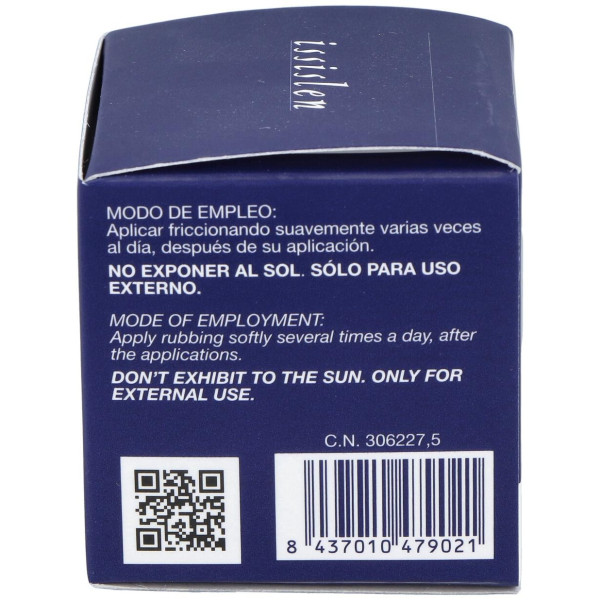 issislen
MODO DE EMPLEO:
Aplicar friccionando suavemente varias veces
al día, después de su aplicación.
NO EXPONER AL SOL. SÓLO PARA USO
EXTERNO.
MODE OF EMPLOYMENT:
Apply rubbing softly several times a day, after
the applications.
DON'T EXHIBIT TO THE SUN. ONLY FOR
EXTERNAL USE.
C.N. 306227,5
8 437010 479021